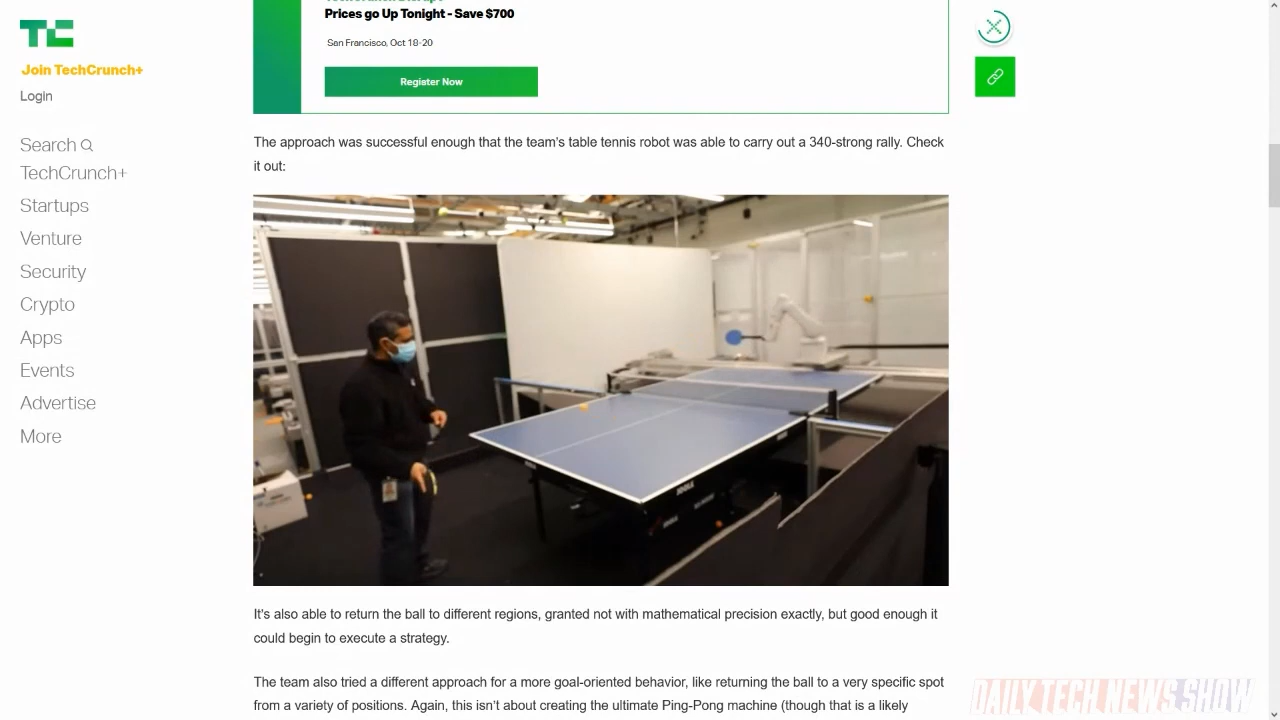 Prices go Up Tonight - Save $700
San Francisco, Oct 18-20
Register Now
TC
Join TechCrunch+
Login
Search
TechCrunch+
Startups
Venture
Security
Crypto
Apps
Events
Advertise
More
The approach was successful enough that the team's table tennis robot was able to carry out a 340-strong rally. Check
it out:
JOOLA
It's also able to return the ball to different regions, granted not with mathematical precision exactly, but good enough it
could begin to execute a strategy.
The team also tried a different approach for a more goal-oriented behavior, like returning the ball to a very specific spot
from a variety of positions. Again, this isn't about creating the ultimate Ping-Pong machine (though that is a likely
DAILY TECH NEWS SHOW